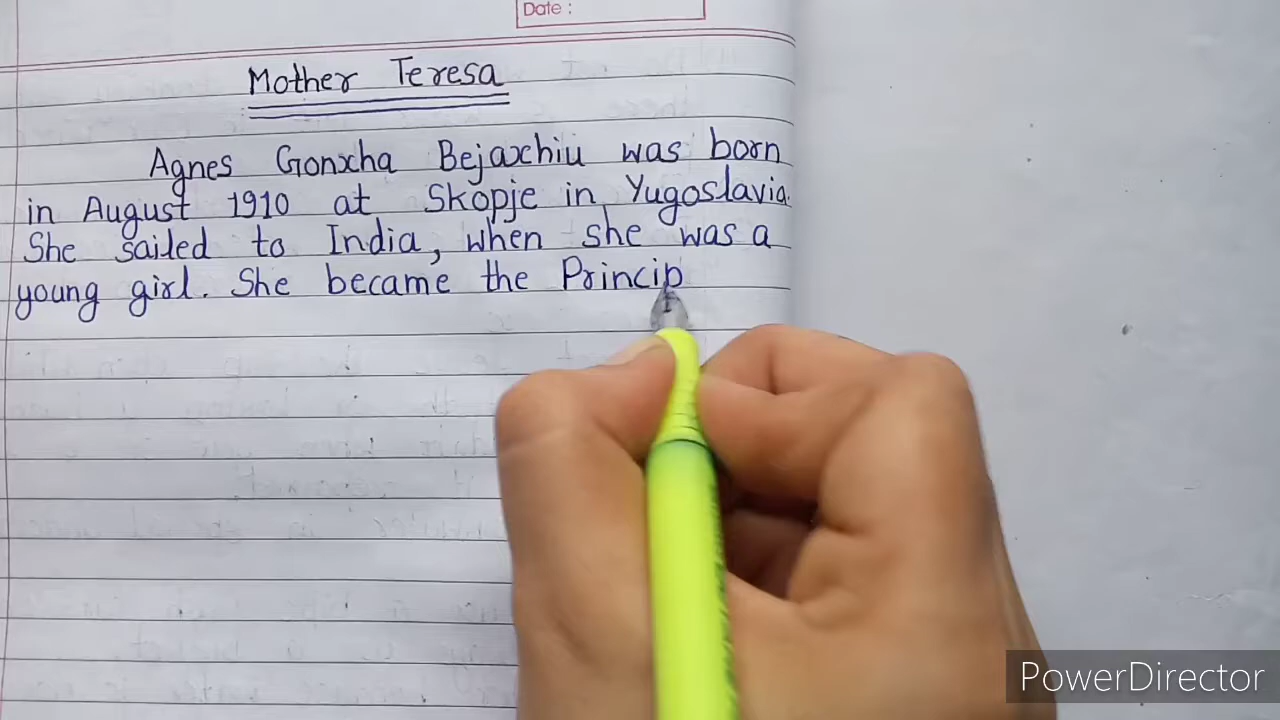 Date :
Mother Teresa
Agnes Gonxha Bejaxhiu was born
in August 1910 at Skopje in Yugoslavia.
She sailed to India, when she was a
young girl. She became the Princip
PowerDirector